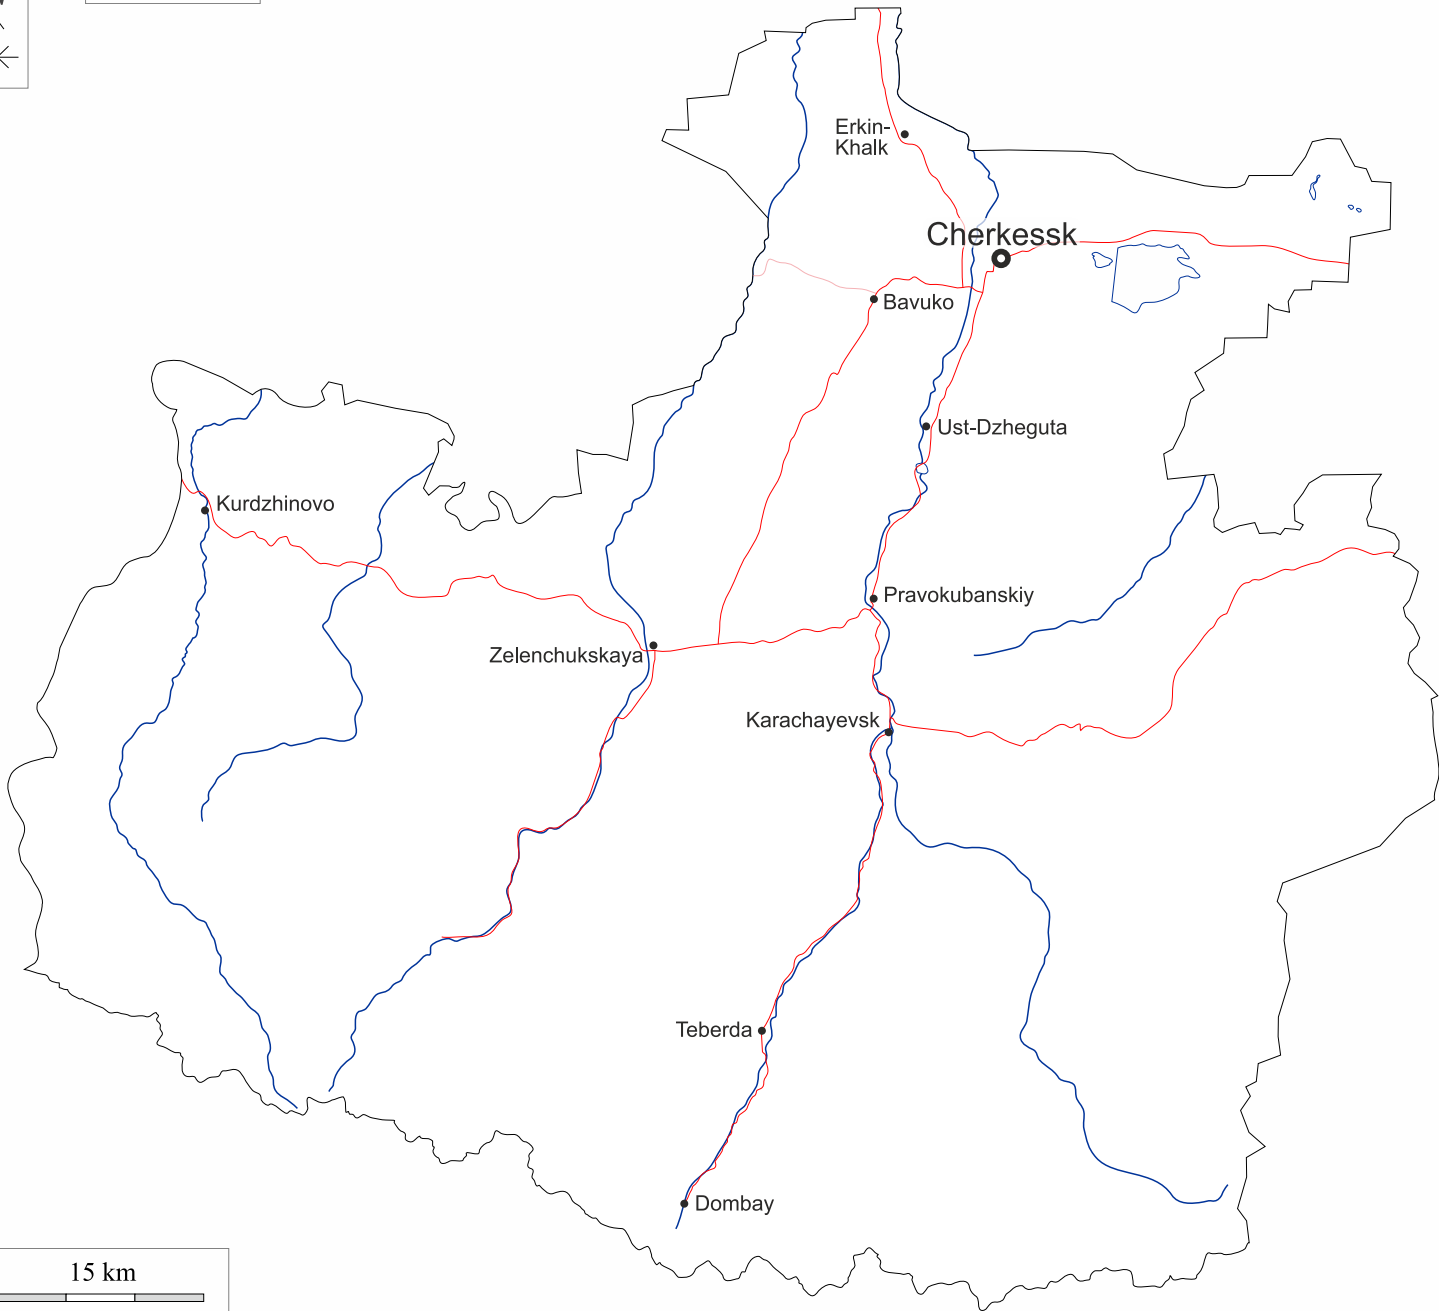 Erkin-
Khalk
Cherkessk
Bavuko
Ust-Dzheguta
Kurdzhinovo
Pravokubanskiy
Zelenchukskaya
Karachayevsk
Teberda
Dombay
15 km